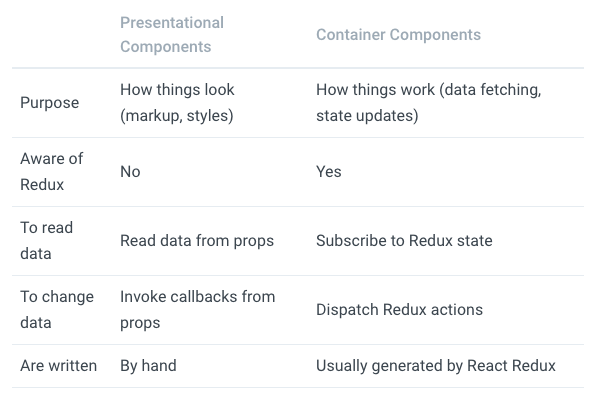 Presentational
Components
Container Components
Purpose
How things look
(markup, styles)
How things work (data fetching,
state updates)
Aware of
Redux
No
Yes
To read
data
Read data from props
Subscribe to Redux state
To change
data
Invoke callbacks from
props
Dispatch Redux actions
Are written
By hand
Usually generated by React Redux